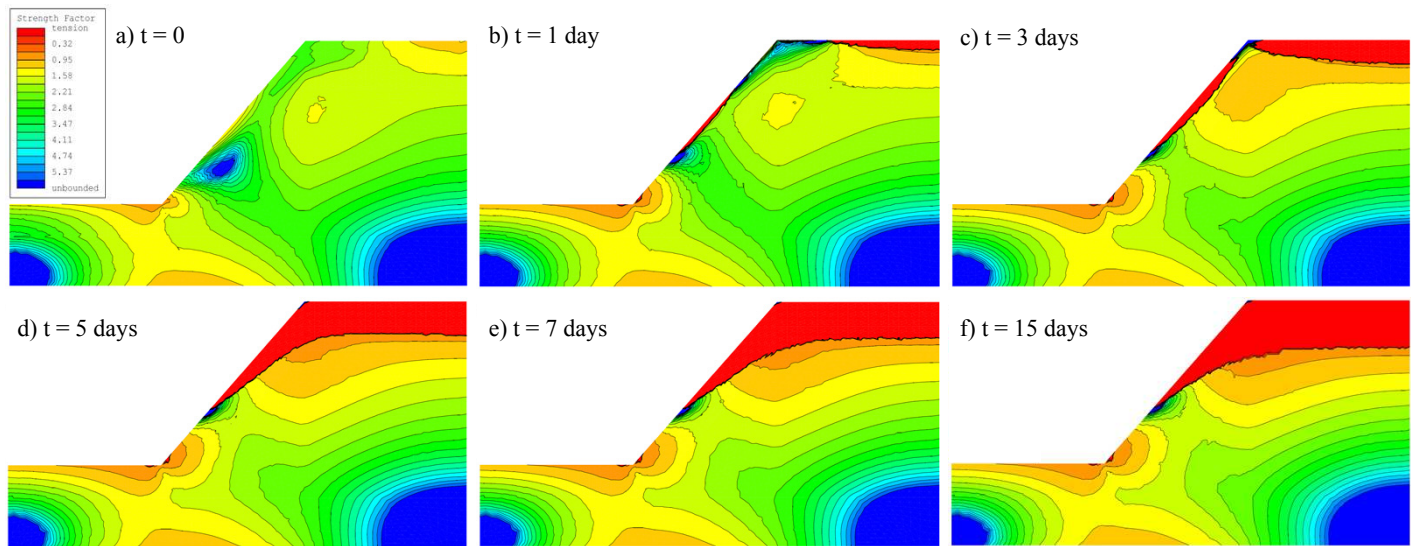 Strength Factor
tension
0.32
0.95
1.58
2.21
2.84
3.47
4.11
4.74
5.37
unbounded
a) t = 0
b) t = 1 day
c) t = 3 days
d) t = 5 days
e) t = 7 days
f) t = 15 days